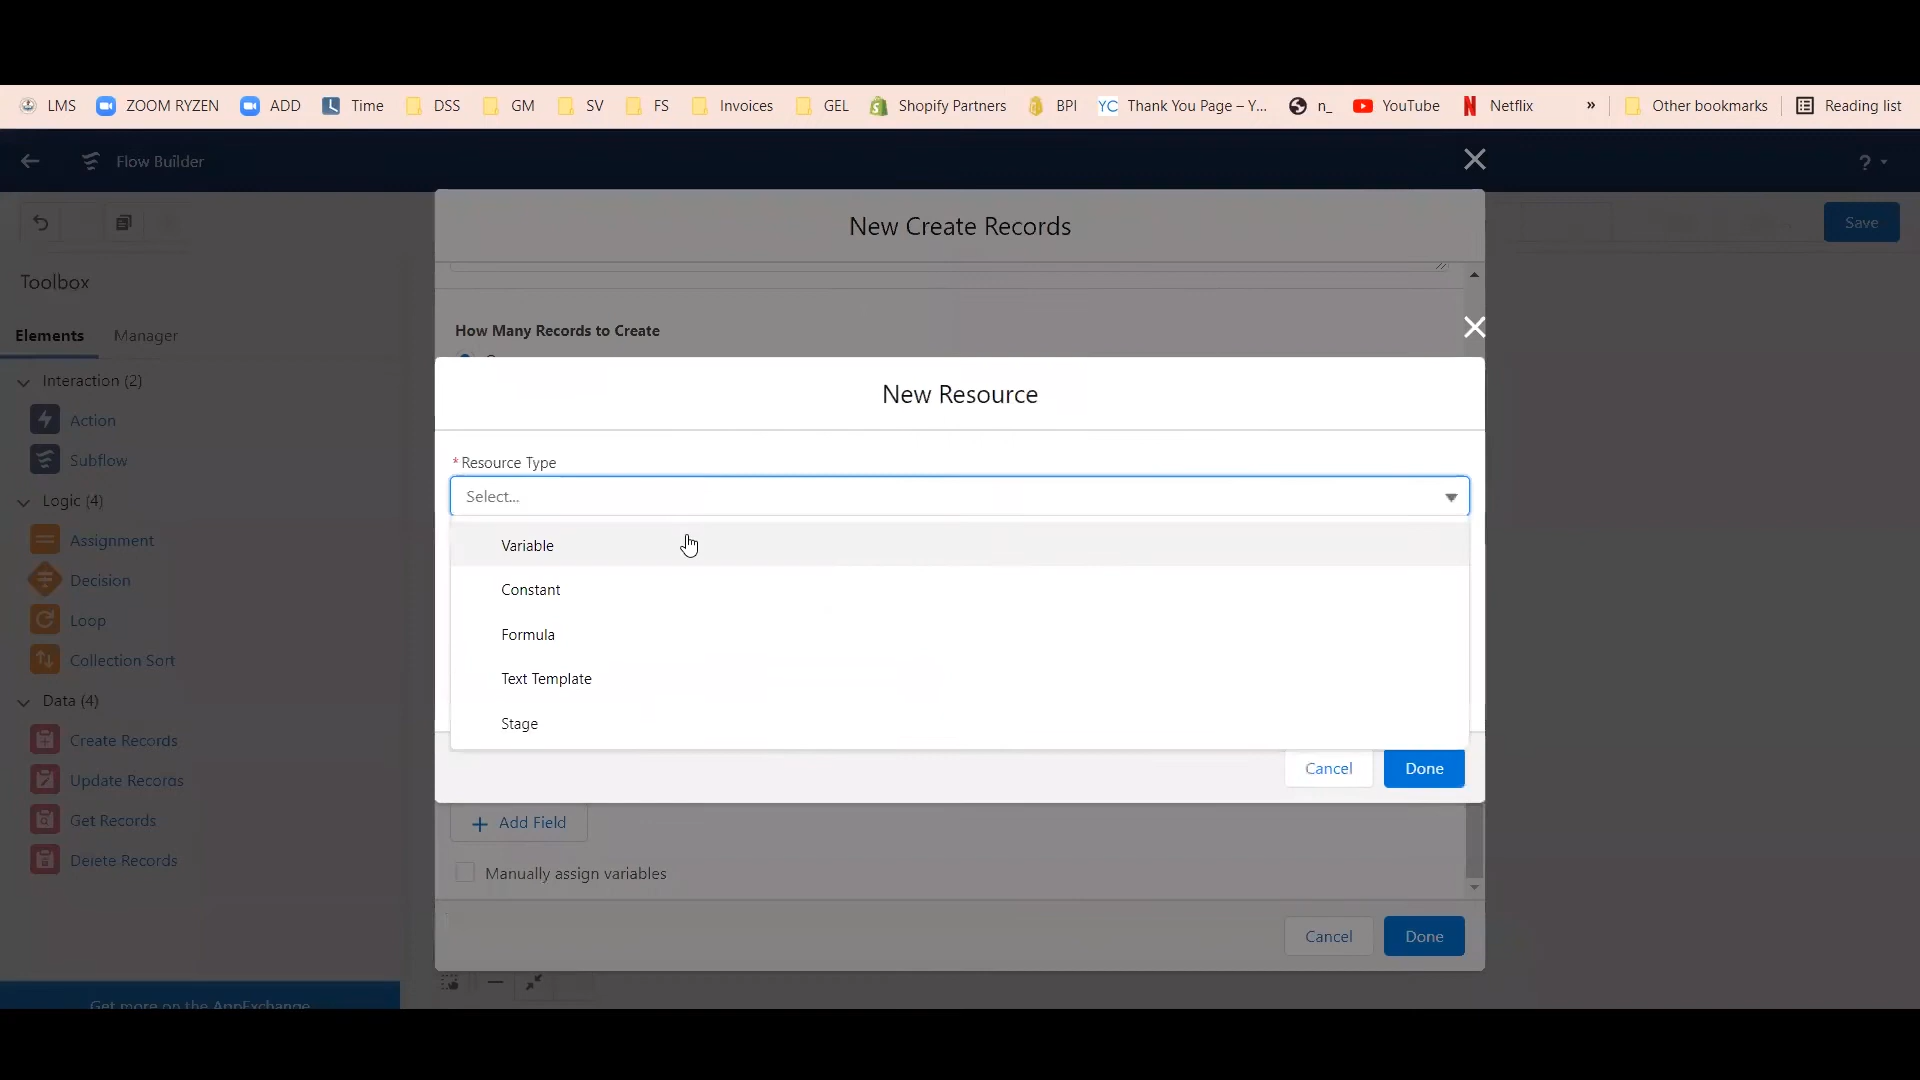 LMS ZOOM RYZEN ADD Time DSS GM SV FS Invoices GEL Shopify Partners BPI YC Thank You Page – Y... n_ YouTube Netflix » Other bookmarks Reading list
Flow Builder ?
New Create Records
Save
Toolbox
Elements Manager
How Many Records to Create
Interaction (2)
Action
Subflow
Logic (4)
Assignment
Decision
Loop
Collection Sort
Data (4)
Create Records
Update Records
Get Records
Delete Records
Get more on the AppExchange
New Resource
*Resource Type
Select...
Variable
Constant
Formula
Text Template
Stage
Cancel Done
+ Add Field
Manually assign variables
Cancel Done